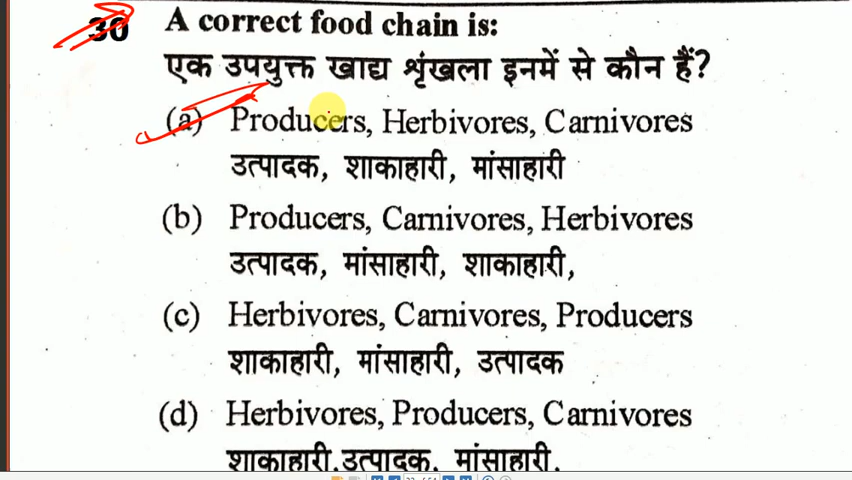 30 A correct food chain is:
एक उपयुक्त खाद्य शृंखला इनमें से कौन हैं?
(a) Producers, Herbivores, Carnivores
उत्पादक, शाकाहारी, मांसाहारी
(b) Producers, Carnivores, Herbivores
उत्पादक, मांसाहारी, शाकाहारी,
(c) Herbivores, Carnivores, Producers
शाकाहारी, मांसाहारी, उत्पादक
(d) Herbivores, Producers, Carnivores
शाकाहारी,उत्पादक, मांसाहारी,